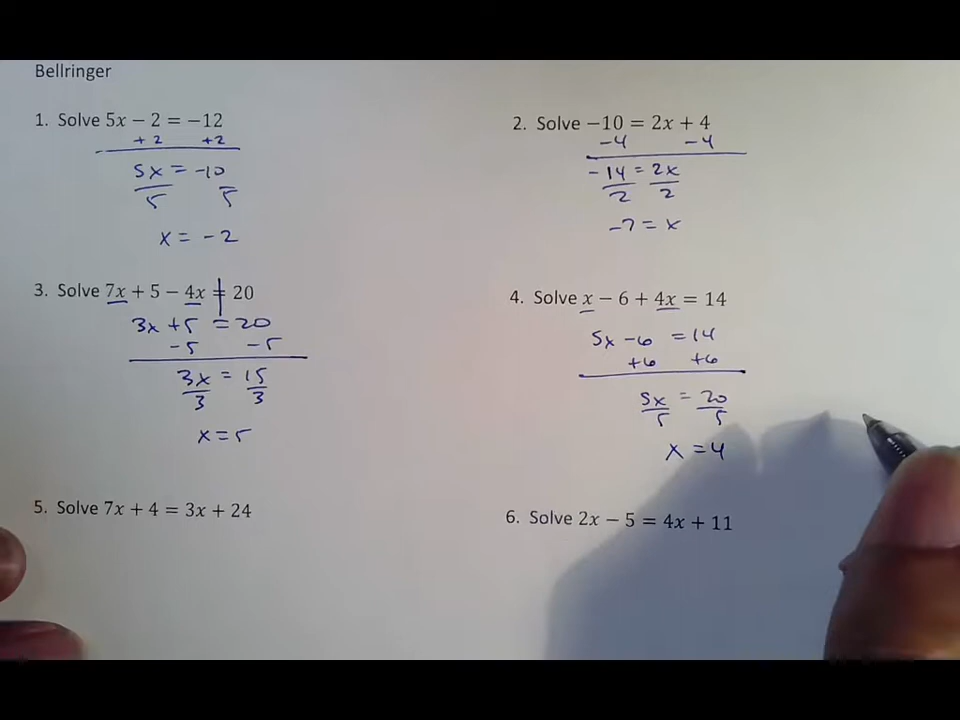 Bellringer
1. Solve 5x − 2 = −12
+2 +2
5x = -10
5 5
x = -2
2. Solve −10 = 2x + 4
-4 -4
-14 = 2x
2 2
-7 = x
3. Solve 7x + 5 − 4x = 20
3x +5 = 20
-5 -5
3x = 15
3 3
x = 5
4. Solve x − 6 + 4x = 14
5x -6 = 14
+6 +6
5x = 20
5 5
x = 4
5. Solve 7x + 4 = 3x + 24
6. Solve 2x − 5 = 4x + 11